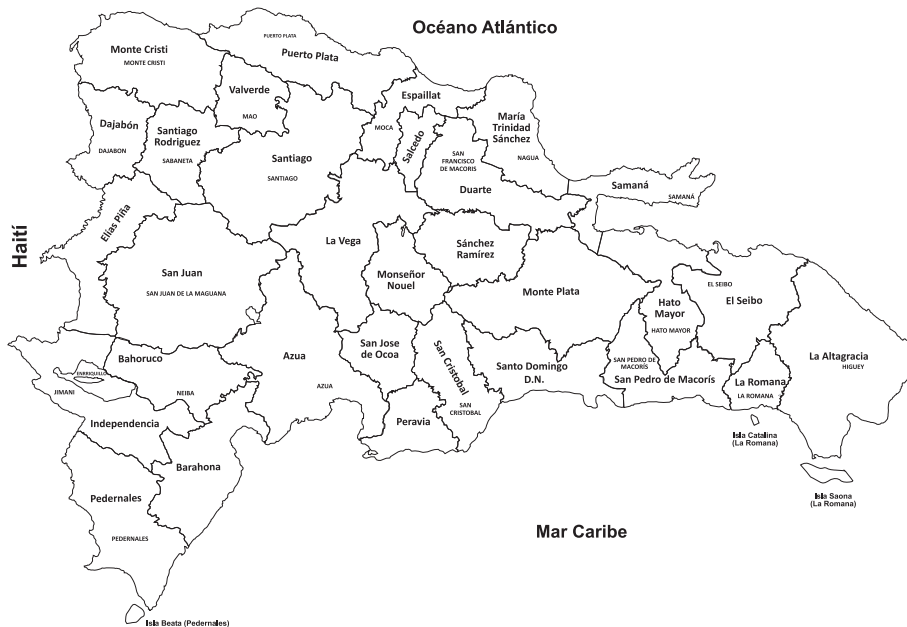 Océano Atlántico
PUERTO PLATA
Puerto Plata
Monte Cristi
MONTE CRISTI
Valverde
MAO
Espaillat
María
Trinidad
Sánchez
NAGUA
Dajabón
DAJABON
Santiago
Rodriguez
SABANETA
MOCA
Salcedo
SAN
FRANCISCO
DE MACORIS
Duarte
Santiago
SANTIAGO
Samaná
SAMANÁ
Haití
Elías Piña
La Vega
Sánchez
Ramírez
San Juan
SAN JUAN DE LA MAGUANA
Monseñor
Nouel
Monte Plata
Hato
Mayor
HATO MAYOR
EL SEIBO
El Seibo
Bahoruco
NEIBA
ENRRIQUILLO
JIMANI
Azua
AZUA
San Jose
de Ocoa
San Cristobal
SAN
CRISTOBAL
Santo Domingo
D.N.
SAN PEDRO DE
MACORÍS
San Pedro de Macorís
La Romana
LA ROMANA
La Altagracia
HIGUEY
Independencia
Peravia
Barahona
Isla Catalina
(La Romana)
Pedernales
PEDERNALES
Isla Saona
(La Romana)
Mar Caribe
Isla Beata (Pedernales)